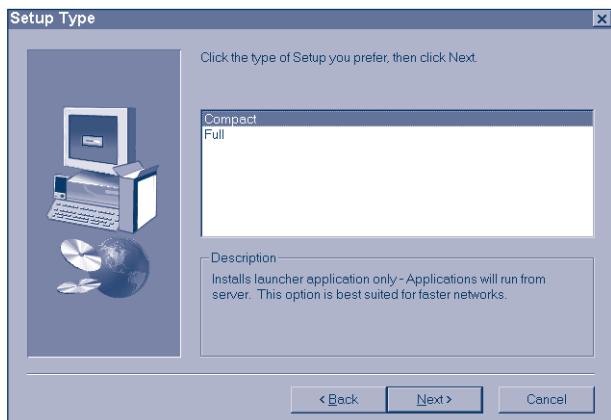 Setup Type
Click the type of Setup you prefer, then click Next.
Compact
Full
Description
Installs launcher application only - Applications will run from
server. This option is best suited for faster networks.
< Back
Next >
Cancel